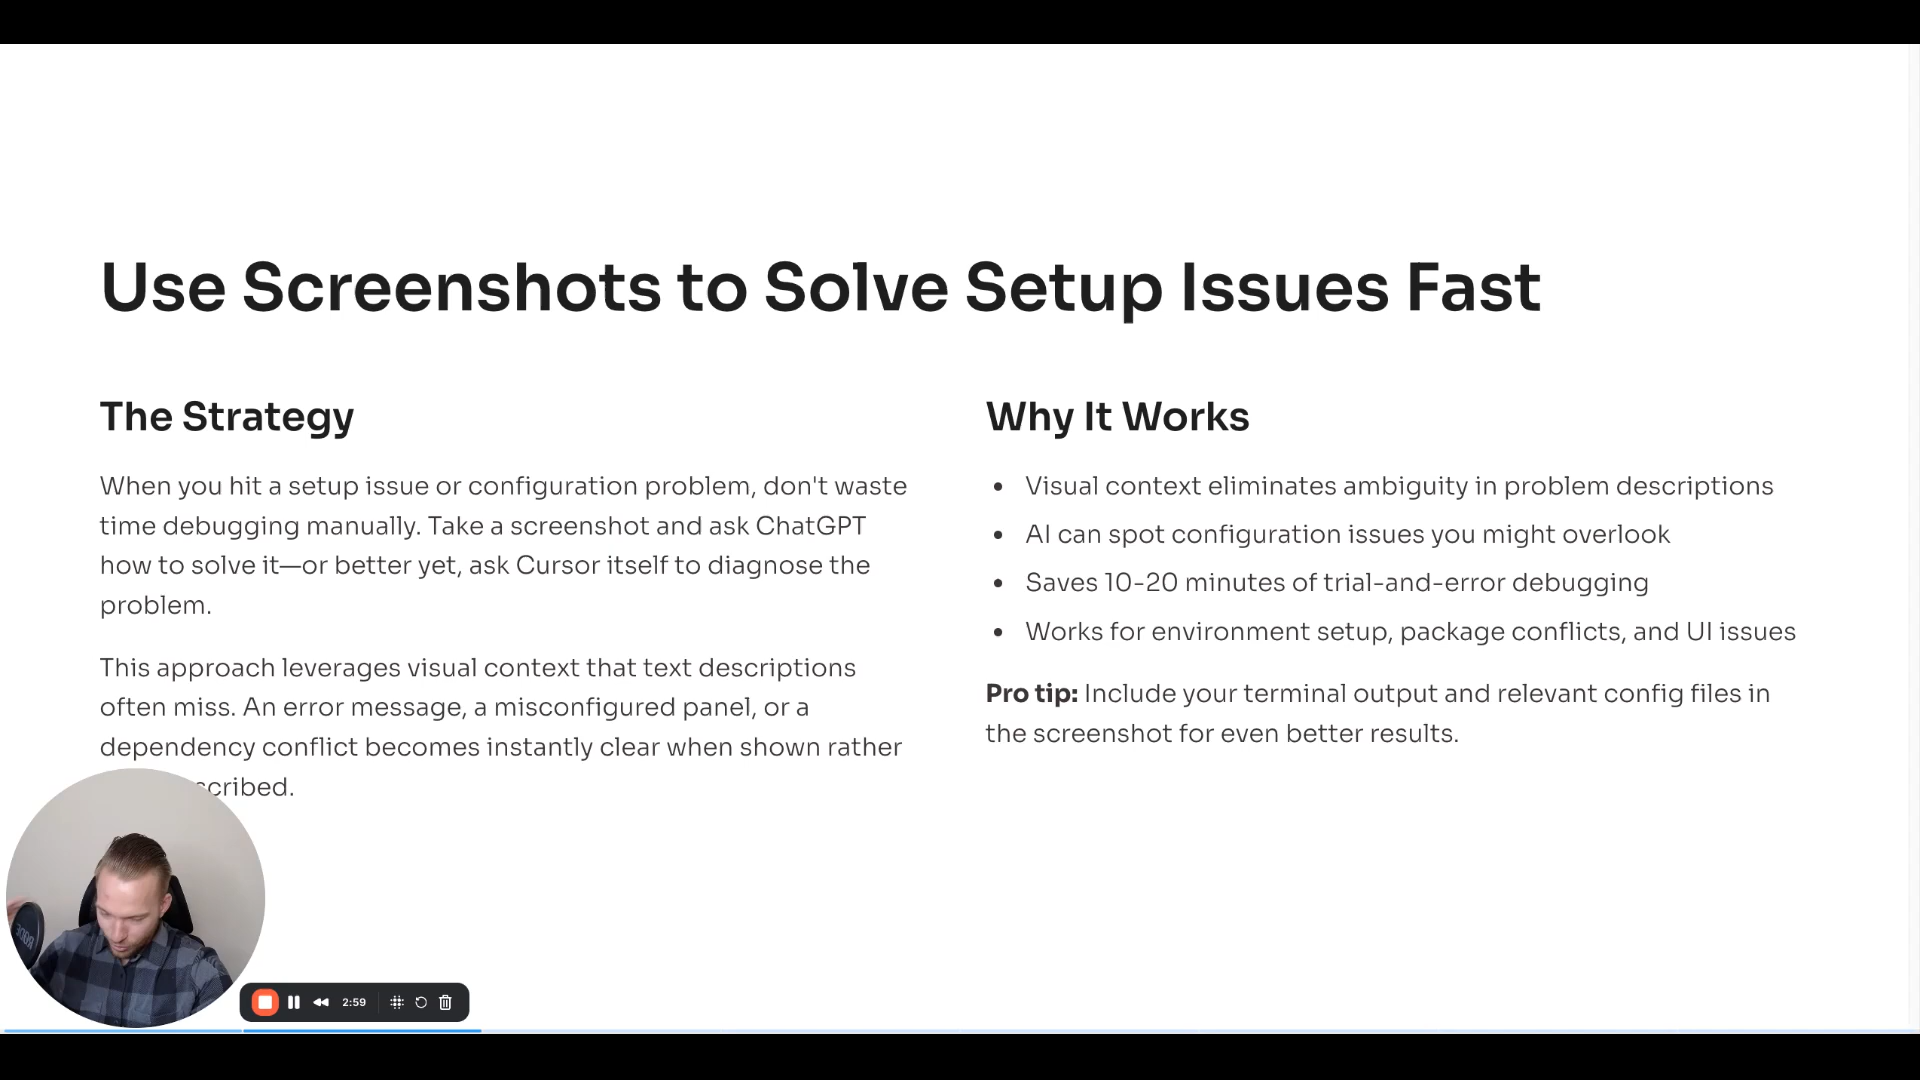 Use Screenshots to Solve Setup Issues Fast
The Strategy
When you hit a setup issue or configuration problem, don't waste
time debugging manually. Take a screenshot and ask ChatGPT
how to solve it—or better yet, ask Cursor itself to diagnose the
problem.
This approach leverages visual context that text descriptions
often miss. An error message, a misconfigured panel, or a
dependency conflict becomes instantly clear when shown rather
scribed.
Why It Works
• Visual context eliminates ambiguity in problem descriptions
• AI can spot configuration issues you might overlook
• Saves 10-20 minutes of trial-and-error debugging
• Works for environment setup, package conflicts, and UI issues
Pro tip: Include your terminal output and relevant config files in
the screenshot for even better results.
RODE
2:59